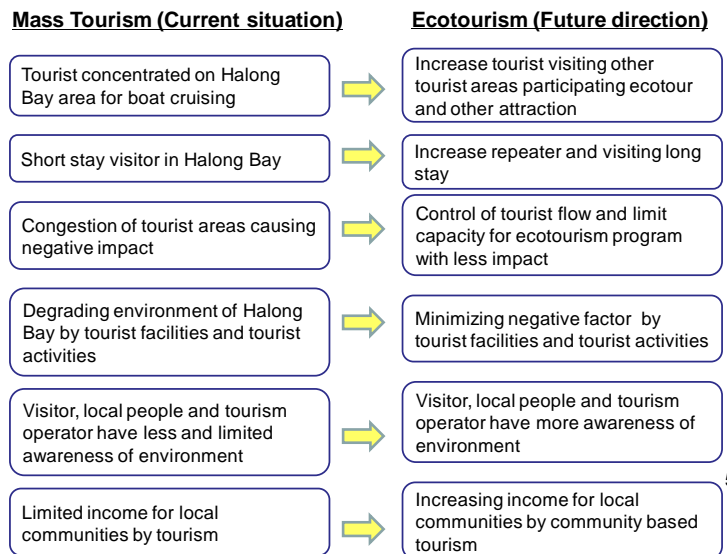 Mass Tourism (Current situation)
Ecotourism (Future direction)
Tourist concentrated on Halong
Bay area for boat cruising
Increase tourist visiting other
tourist areas participating ecotour
and other attraction
Short stay visitor in Halong Bay
Increase repeater and visiting long
stay
Congestion of tourist areas causing
negative impact
Control of tourist flow and limit
capacity for ecotourism program
with less impact
Degrading environment of Halong
Bay by tourist facilities and tourist
activities
Minimizing negative factor by
tourist facilities and tourist activities
Visitor, local people and tourism
operator have less and limited
awareness of environment
Visitor, local people and tourism
operator have more awareness of
environment
Limited income for local
communities by tourism
Increasing income for local
communities by community based
tourism